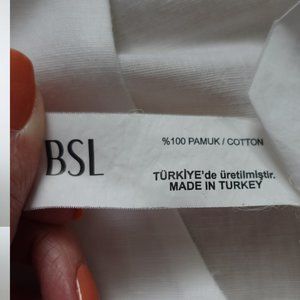 BSL
%100 PAMUK / COTTON
TÜRKİYE'de üretilmiştir.
MADE IN TURKEY